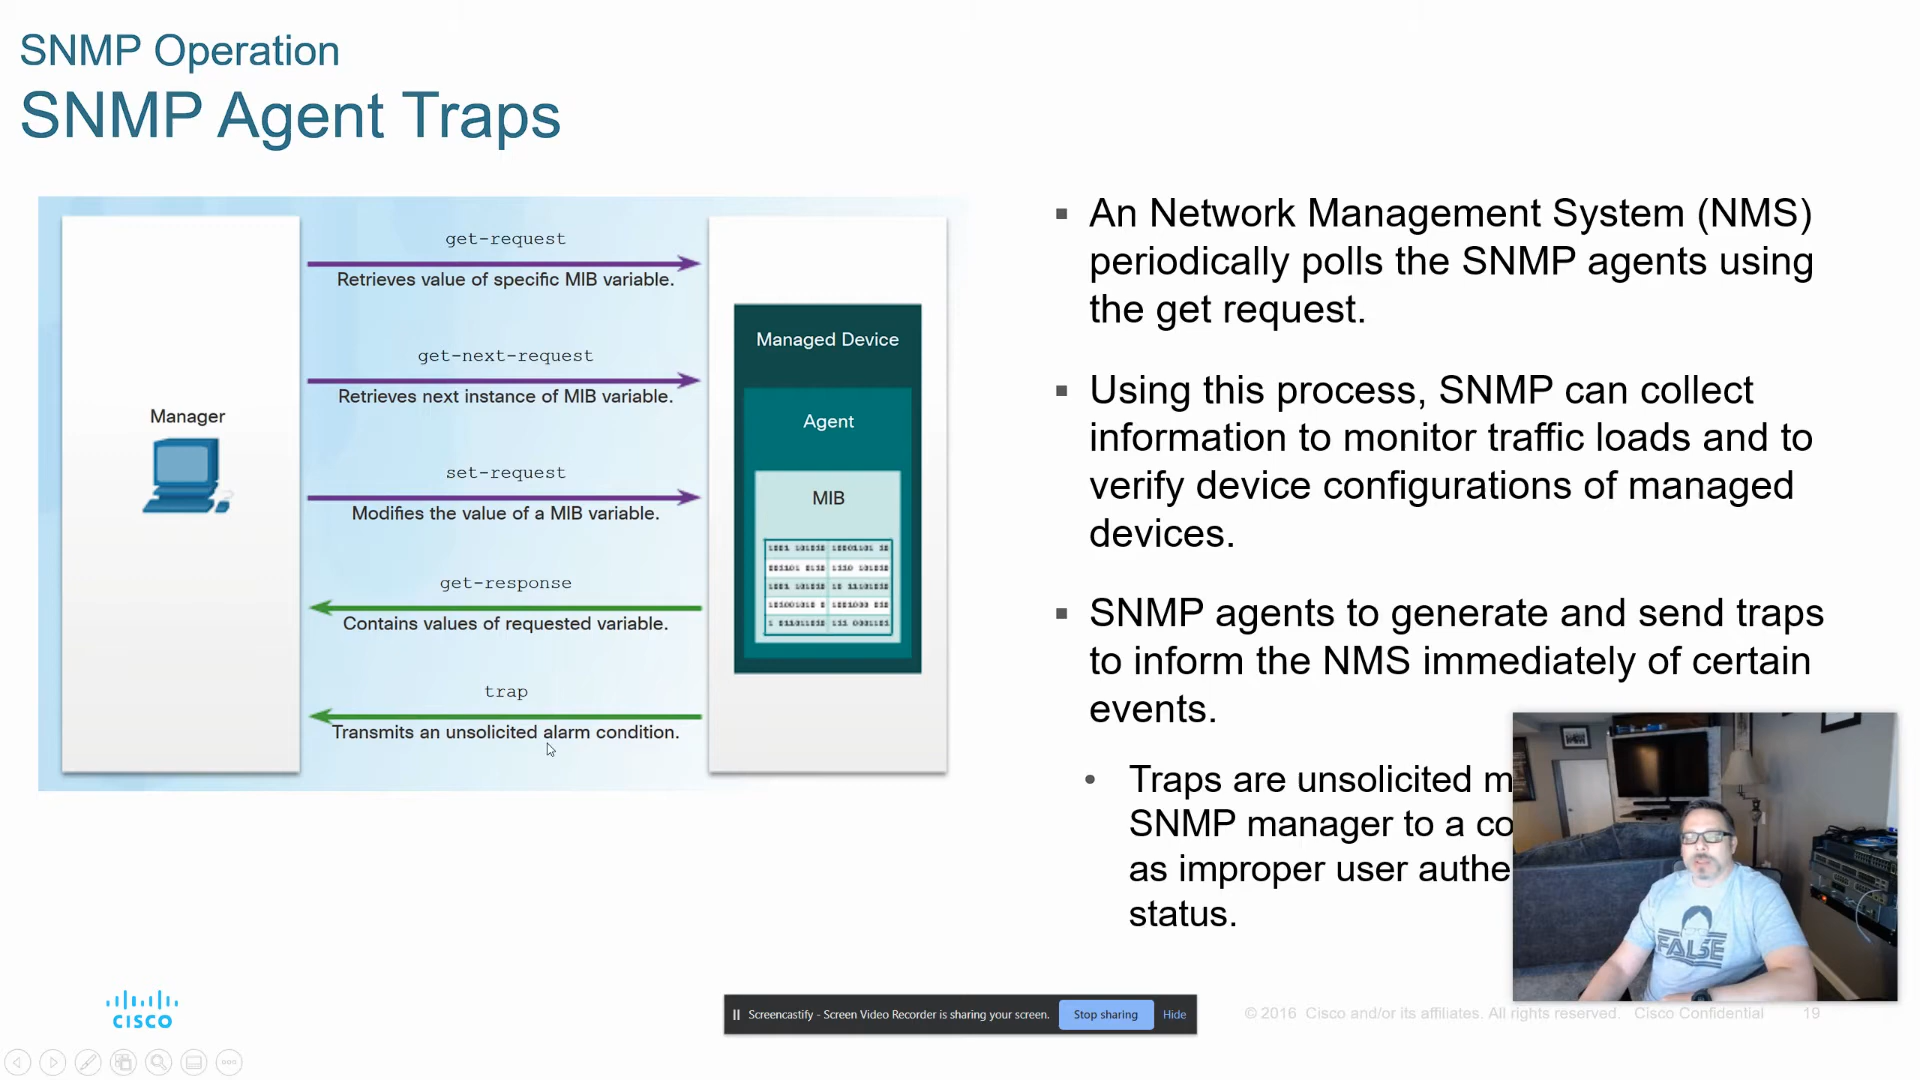 SNMP Operation
SNMP Agent Traps
get-request
Retrieves value of specific MIB variable.
get-next-request
Retrieves next instance of MIB variable.
set-request
Modifies the value of a MIB variable.
get-response
Contains values of requested variable.
trap
Transmits an unsolicited alarm condition.
Manager
Managed Device
Agent
MIB
▪ An Network Management System (NMS)
periodically polls the SNMP agents using
the get request.
▪ Using this process, SNMP can collect
information to monitor traffic loads and to
verify device configurations of managed
devices.
▪ SNMP agents to generate and send traps
to inform the NMS immediately of certain
events.
• Traps are unsolicited m
SNMP manager to a co
as improper user authe
status.
FALSE
CISCO
Screencastify - Screen Video Recorder is sharing your screen.
Stop sharing
Hide
© 2016 Cisco and/or its affiliates. All rights reserved. Cisco Confidential
19